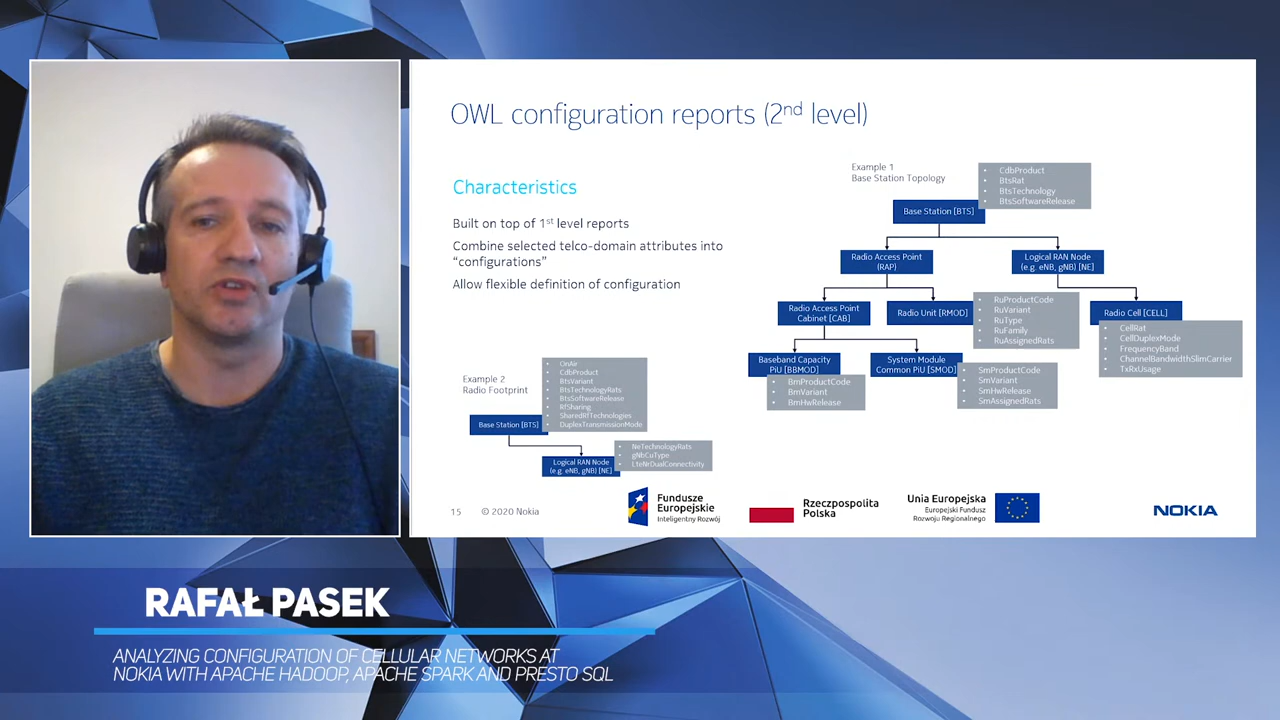 OWL configuration reports (2nd level)
Characteristics
Built on top of 1st level reports
Combine selected telco-domain attributes into
“configurations”
Allow flexible definition of configuration
Example 1
Base Station Topology
• CdbProduct
• BtsRat
• BtsTechnology
• BtsSoftwareRelease
Base Station [BTS]
Radio Access Point
(RAP)
Logical RAN Node
(e.g. eNB, gNB) [NE]
Radio Access Point
Cabinet [CAB]
Radio Unit [RMOD]
• RuProductCode
• RuVariant
• RuType
• RuFamily
• RuAssignedRats
Radio Cell [CELL]
• CellRat
• CellDuplexMode
• FrequencyBand
• ChannelBandwidthSlimCarrier
• TxRxUsage
Baseband Capacity
PiU [BBMOD]
• BmProductCode
• BmVariant
• BmHwRelease
System Module
Common PiU [SMOD]
• SmProductCode
• SmVariant
• SmHwRelease
• SmAssignedRats
Example 2
Radio Footprint
• OnAir
• CdbProduct
• BtsVariant
• BtsTechnologyRats
• BtsSoftwareRelease
• RfSharing
• SharedRfTechnologies
• DuplexTransmissionMode
Base Station [BTS]
Logical RAN Node
(e.g. eNB, gNB) [NE]
• NeTechnologyRats
• gNbCuType
• LteNrDualConnectivity
15 © 2020 Nokia
Fundusze
Europejskie
Inteligentny Rozwój
Rzeczpospolita
Polska
Unia Europejska
Europejski Fundusz
Rozwoju Regionalnego
NOKIA
RAFAŁ PASEK
ANALYZING CONFIGURATION OF CELLULAR NETWORKS AT
NOKIA WITH APACHE HADOOP, APACHE SPARK AND PRESTO SQL